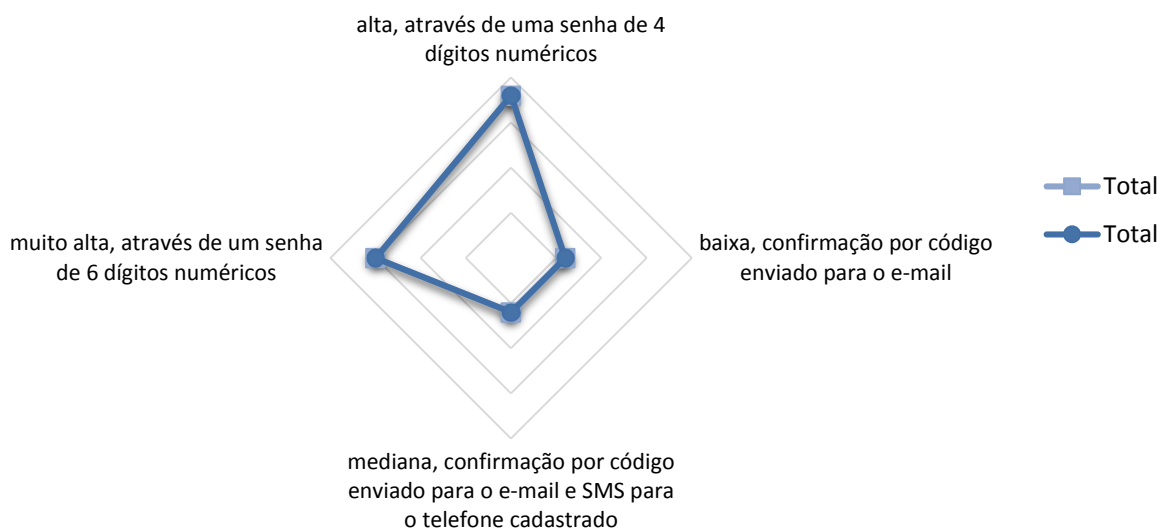 alta, através de uma senha de 4
dígitos numéricos
Total
Total
muito alta, através de um senha
de 6 dígitos numéricos
baixa, confirmação por código
enviado para o e-mail
mediana, confirmação por código
enviado para o e-mail e SMS para
o telefone cadastrado